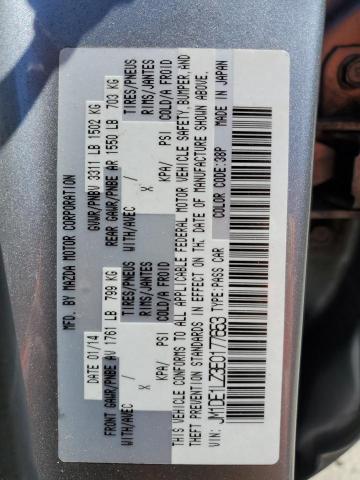 MFD. BY MAZDA MOTOR CORPORATION
DATE 01/14 GVWR/PNBV 3311 LB 1502 KG
FRONT GAWR/PNBE AV 1761 LB 799 KG REAR GAWR/PNBE AR 1550 LB 703 KG
WITH/AVEC TIRES/PNEUS WITH/AVEC TIRES/PNEUS
/ X RIMS/JANTES / X RIMS/JANTES
KPA/ PSI COLD/A FROID KPA/ PSI COLD/A FROID
THIS VEHICLE CONFORMS TO ALL APPLICABLE FEDERAL MOTOR VEHICLE SAFETY, BUMPER, AND
THEFT PREVENTION STANDARDS IN EFFECT ON THE DATE OF MANUFACTURE SHOWN ABOVE.
VIN: JM1DE1LZ3E0177653 TYPE:PASS CAR COLOR CODE:38P MADE IN JAPAN